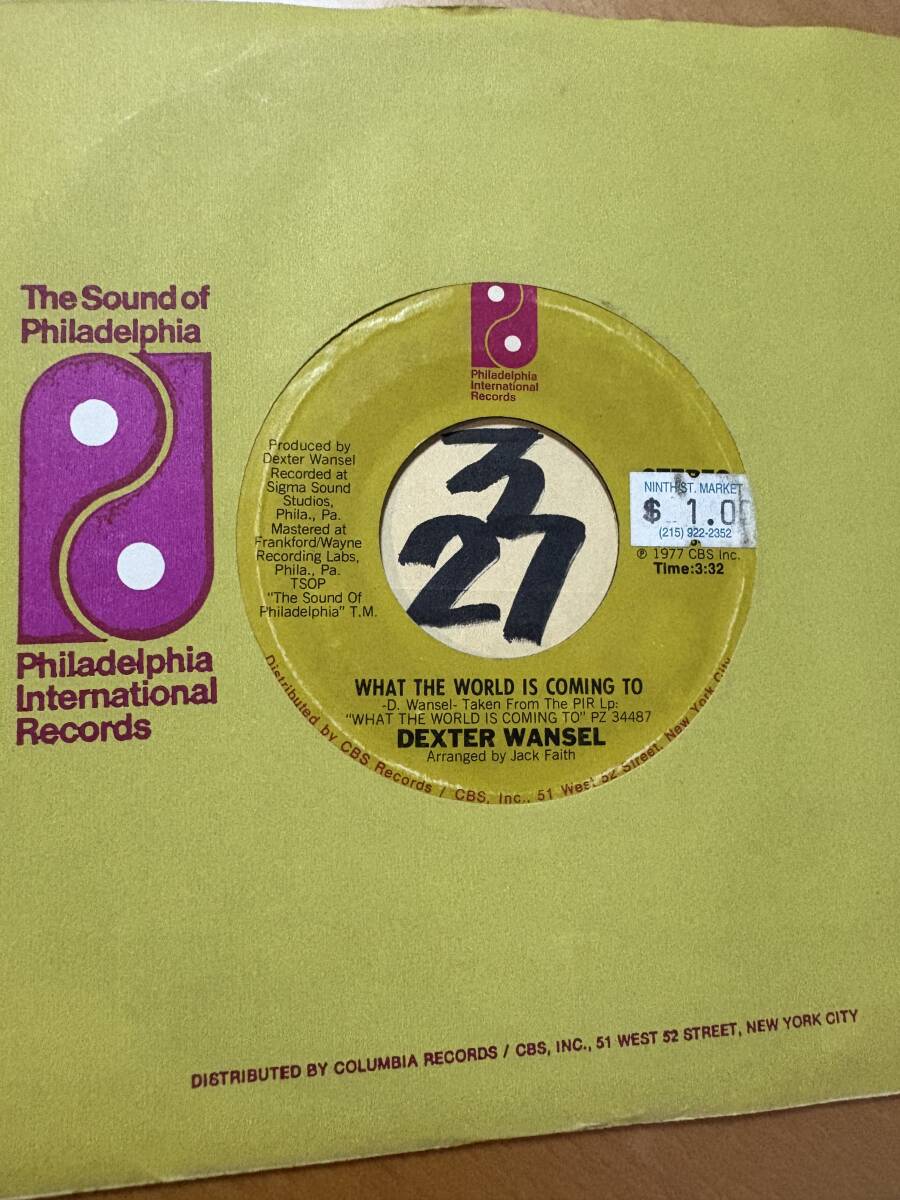 The Sound of
Philadelphia
Philadelphia
International
Records
Philadelphia
International
Records
Produced by
Dexter Wansel
Recorded at
Sigma Sound
Studios,
Phila., Pa.
Mastered at
Frankford/Wayne
Recording Labs,
Phila., Pa.
TSOP
"The Sound Of
Philadelphia" T.M.
3
27
NINTH ST. MARKET
$ 1.0
(215) 922-2352
℗ 1977 CBS Inc.
Time:3:32
WHAT THE WORLD IS COMING TO
-D. Wansel- Taken From The PIR Lp:
"WHAT THE WORLD IS COMING TO" PZ 34487
DEXTER WANSEL
Arranged by Jack Faith
Distributed by CBS Records / CBS, Inc., 51 West 52 Street, New York City
DISTRIBUTED BY COLUMBIA RECORDS / CBS, INC., 51 WEST 52 STREET, NEW YORK CITY